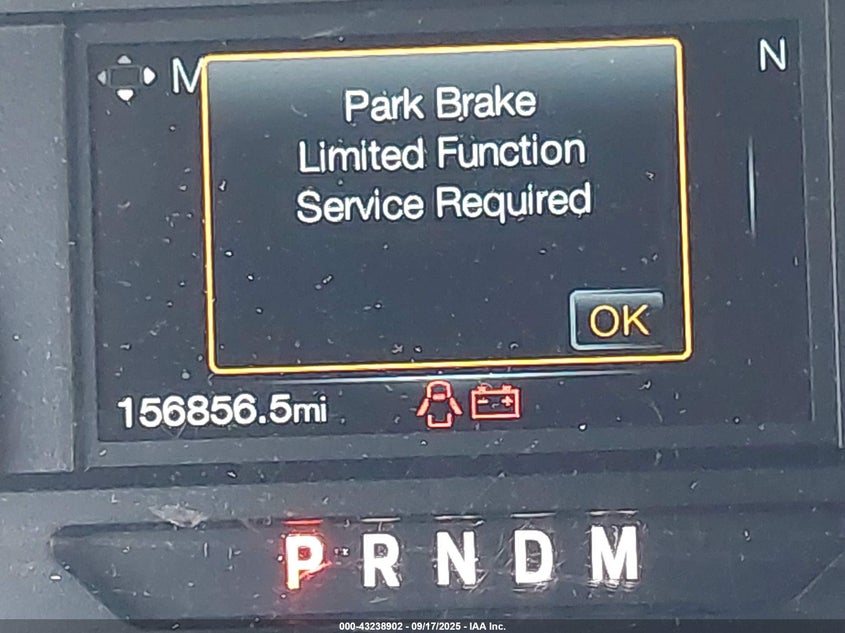 M
N
Park Brake
Limited Function
Service Required
OK
156856.5mi
P R N D M
000-43238902 - 09/17/2025 - IAA Inc.